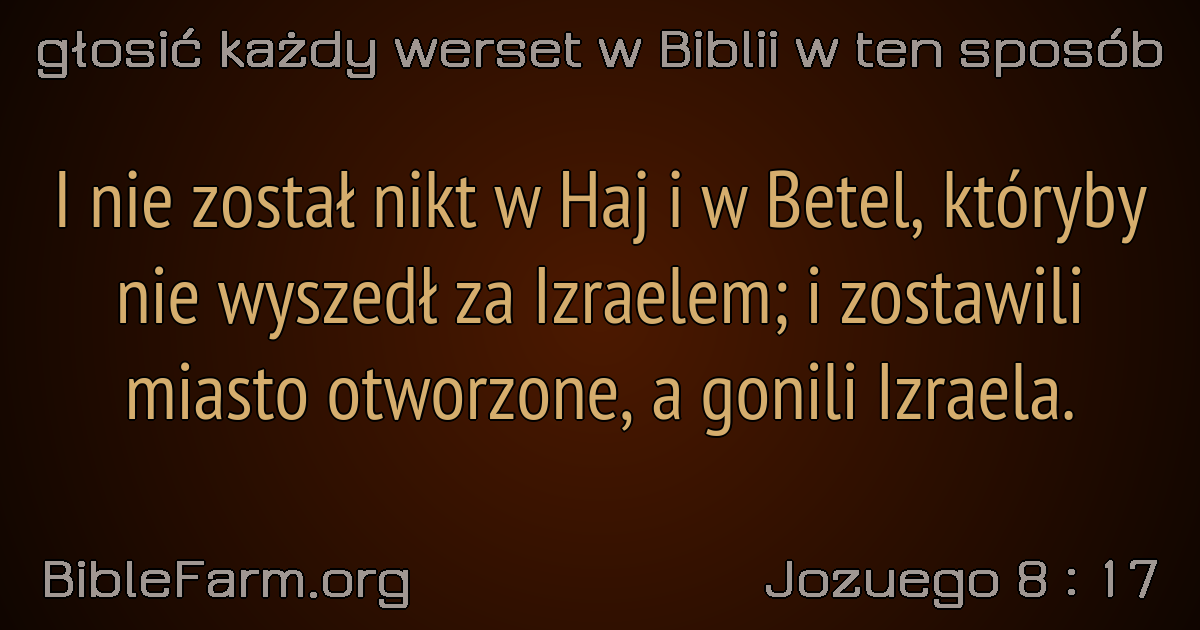 głosić każdy werset w Biblii w ten sposób
I nie został nikt w Haj i w Betel, któryby
nie wyszedł za Izraelem; i zostawili
miasto otworzone, a gonili Izraela.
BibleFarm.org
Jozuego 8 : 17